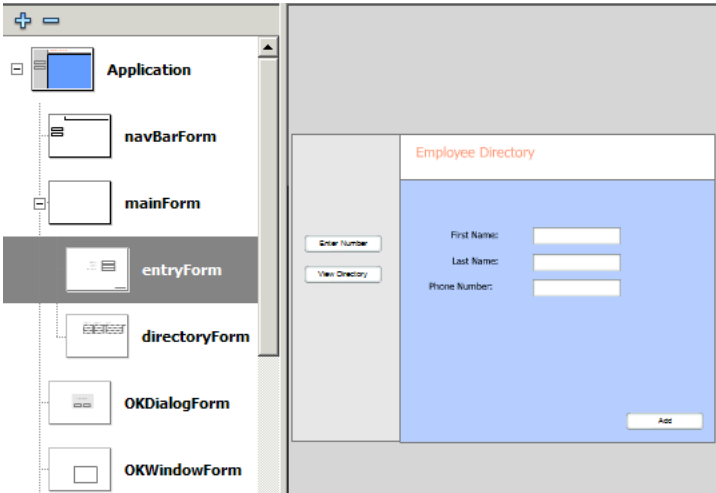 Application
navBarForm
mainForm
entryForm
directoryForm
OKDialogForm
OKWindowForm
Employee Directory
Enter Number
View Directory
First Name:
Last Name:
Phone Number:
Add